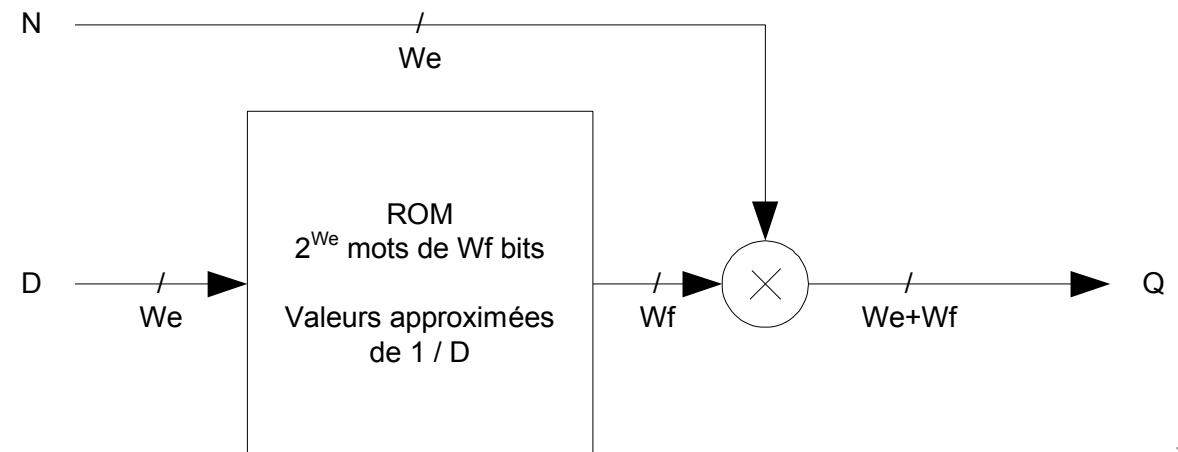 N
We
ROM
2^We mots de Wf bits
Valeurs approximées
de 1 / D
D
We
Wf
We+Wf
Q